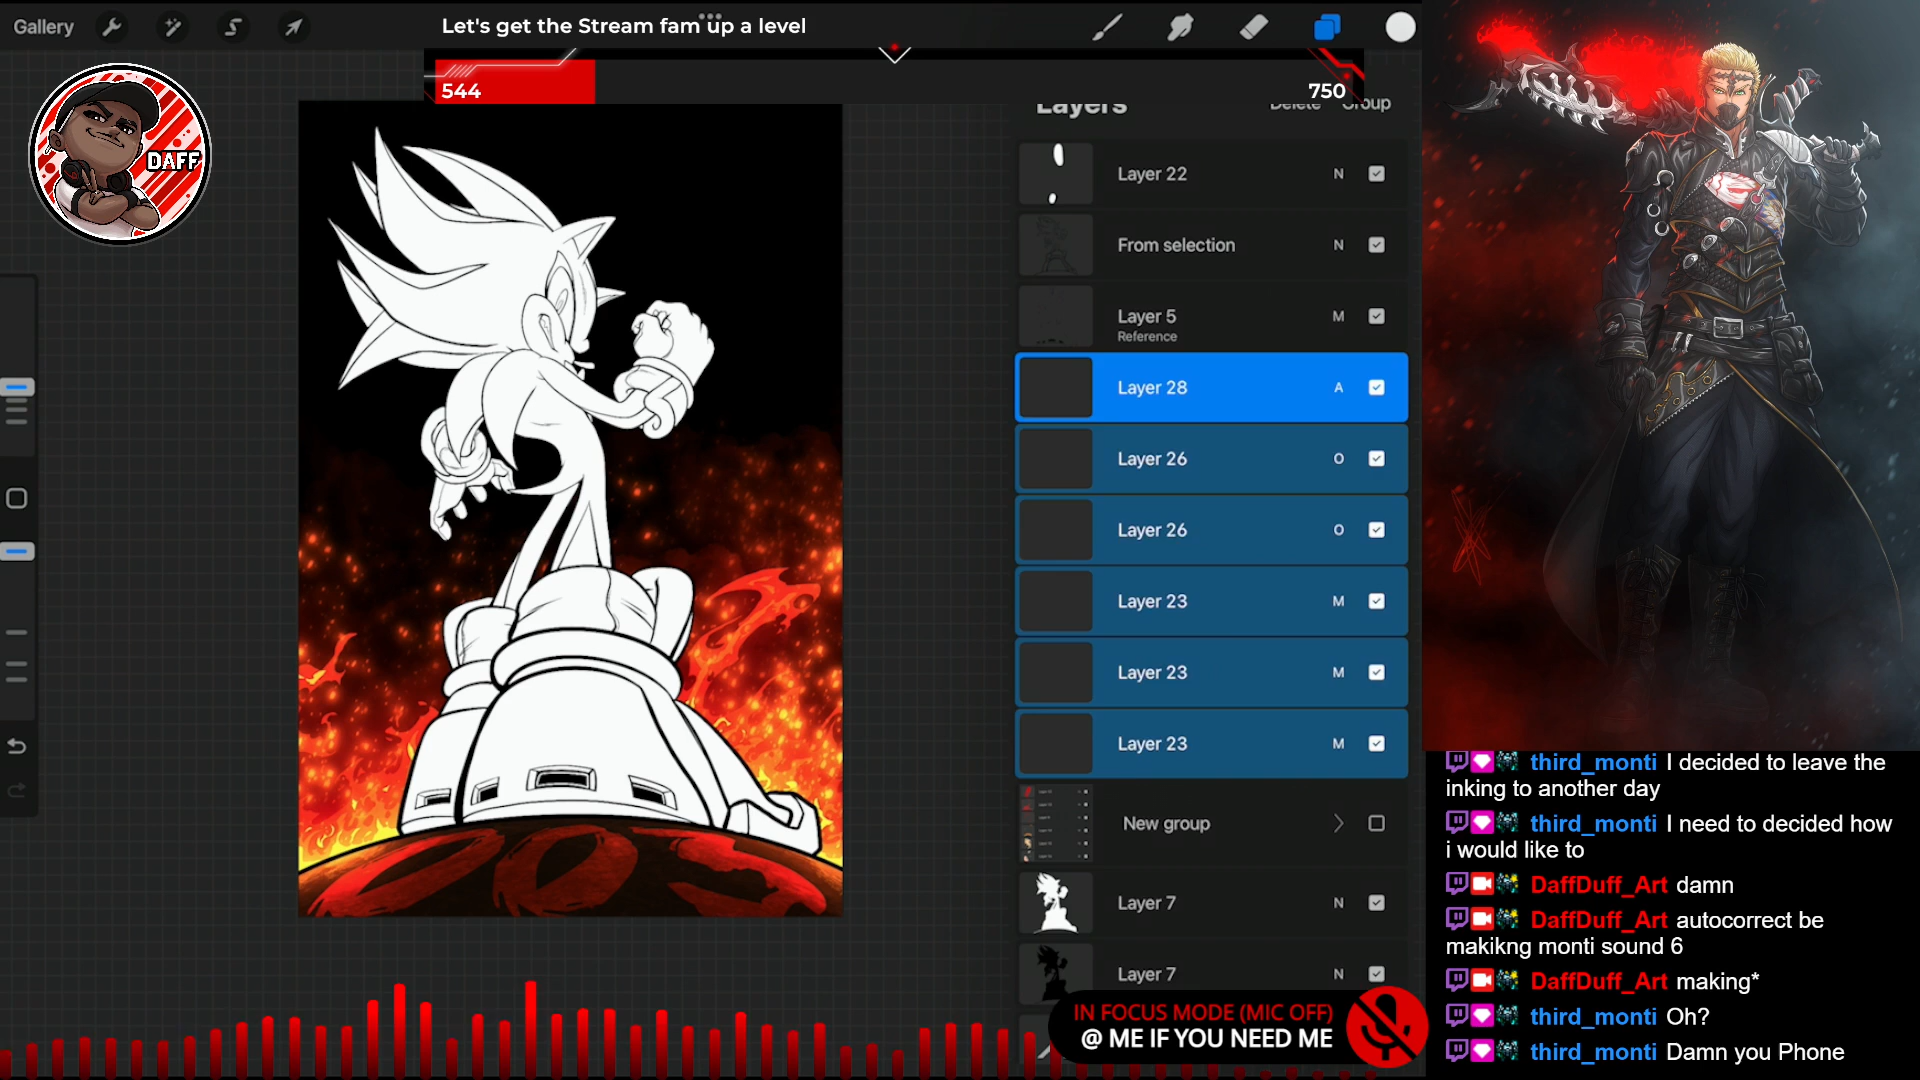 Gallery
Let's get the Stream fam up a level
544
750
DAFF
Layers
Delete
Group
Layer 22
N
From selection
N
Layer 5
M
Reference
Layer 28
A
Layer 26
O
Layer 26
O
Layer 23
M
Layer 23
M
Layer 23
M
New group
Layer 7
N
Layer 7
N
IN FOCUS MODE (MIC OFF)
@ ME IF YOU NEED ME
third_monti I decided to leave the
inking to another day
third_monti I need to decided how
i would like to
DaffDuff_Art damn
DaffDuff_Art autocorrect be
makikng monti sound 6
DaffDuff_Art making*
third_monti Oh?
third_monti Damn you Phone